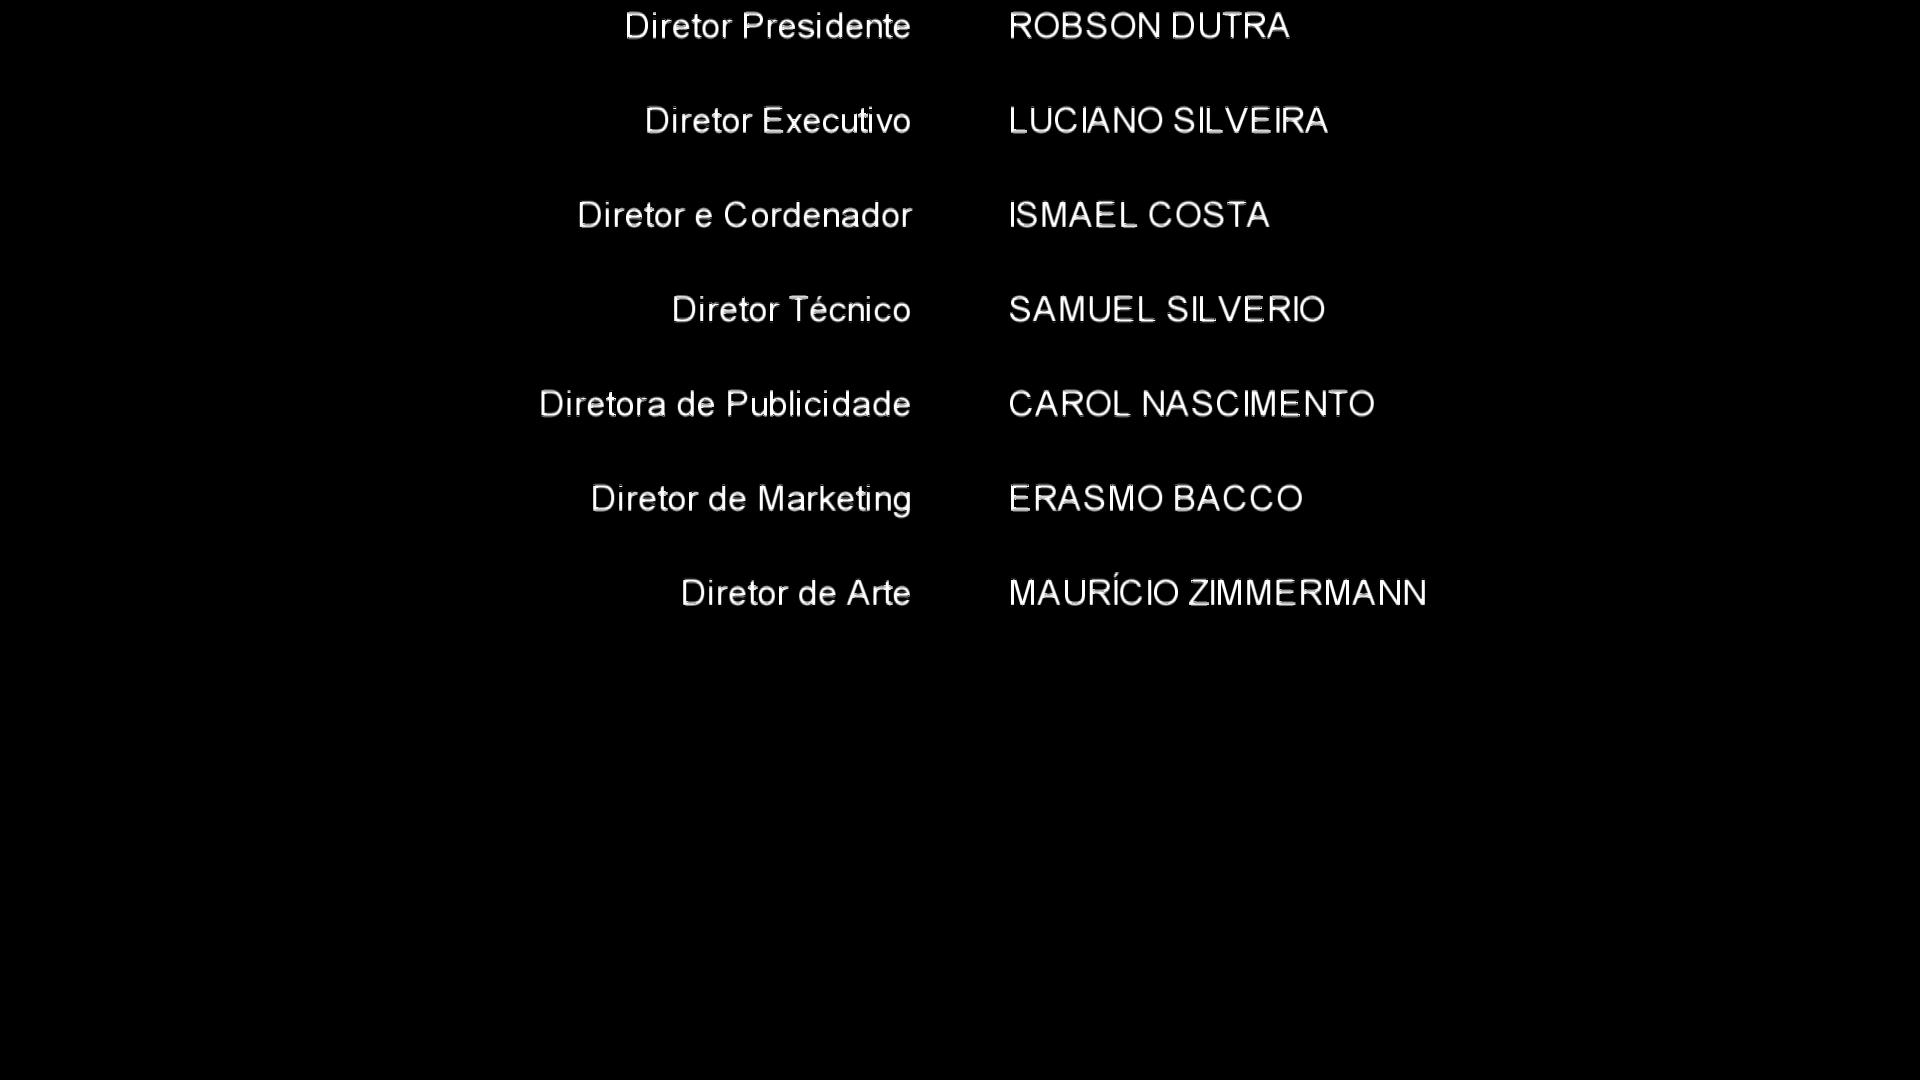 Diretor Presidente ROBSON DUTRA
Diretor Executivo LUCIANO SILVEIRA
Diretor e Cordenador ISMAEL COSTA
Diretor Técnico SAMUEL SILVERIO
Diretora de Publicidade CAROL NASCIMENTO
Diretor de Marketing ERASMO BACCO
Diretor de Arte MAURÍCIO ZIMMERMANN